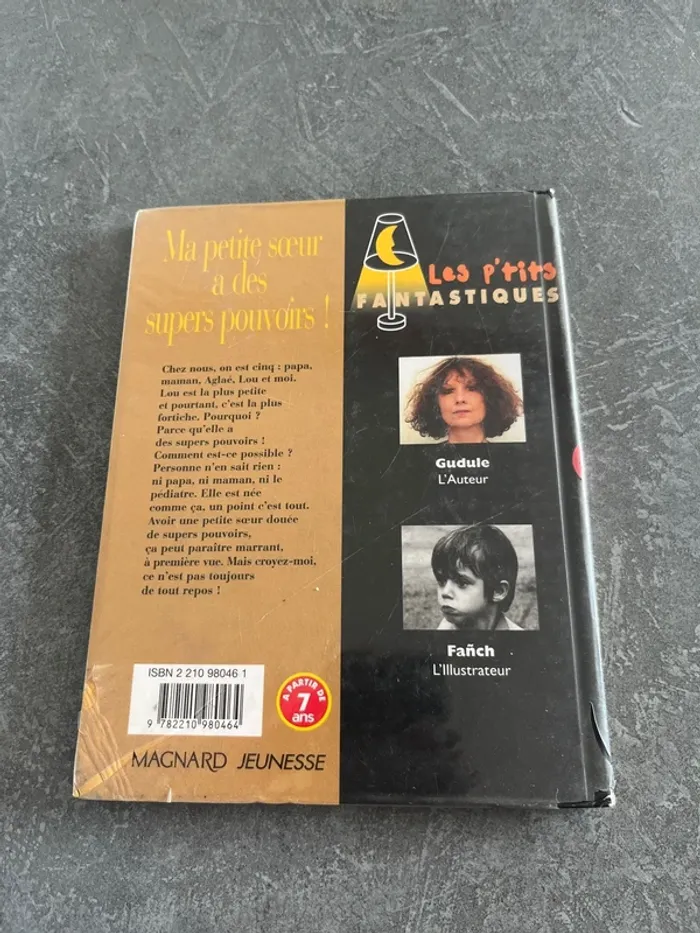 Ma petite sœur
a des
supers pouvoirs !
Chez nous, on est cinq : papa,
maman, Aglaé, Lou et moi.
Lou est la plus petite
et pourtant, c'est la plus
fortiche. Pourquoi ?
Parce qu'elle a
des supers pouvoirs !
Comment est-ce possible ?
Personne n'en sait rien :
ni papa, ni maman, ni le
pédiatre. Elle est née
comme ça, un point c'est tout.
Avoir une petite sœur douée
de supers pouvoirs,
ça peut paraître marrant,
à première vue. Mais croyez-moi,
ce n'est pas toujours
de tout repos !
ISBN 2 210 98046 1
9 782210 980464
A PARTIR DE
7
ans
MAGNARD JEUNESSE
Les p'tits
FANTASTIQUES
Gudule
L'Auteur
Fañch
L'Illustrateur